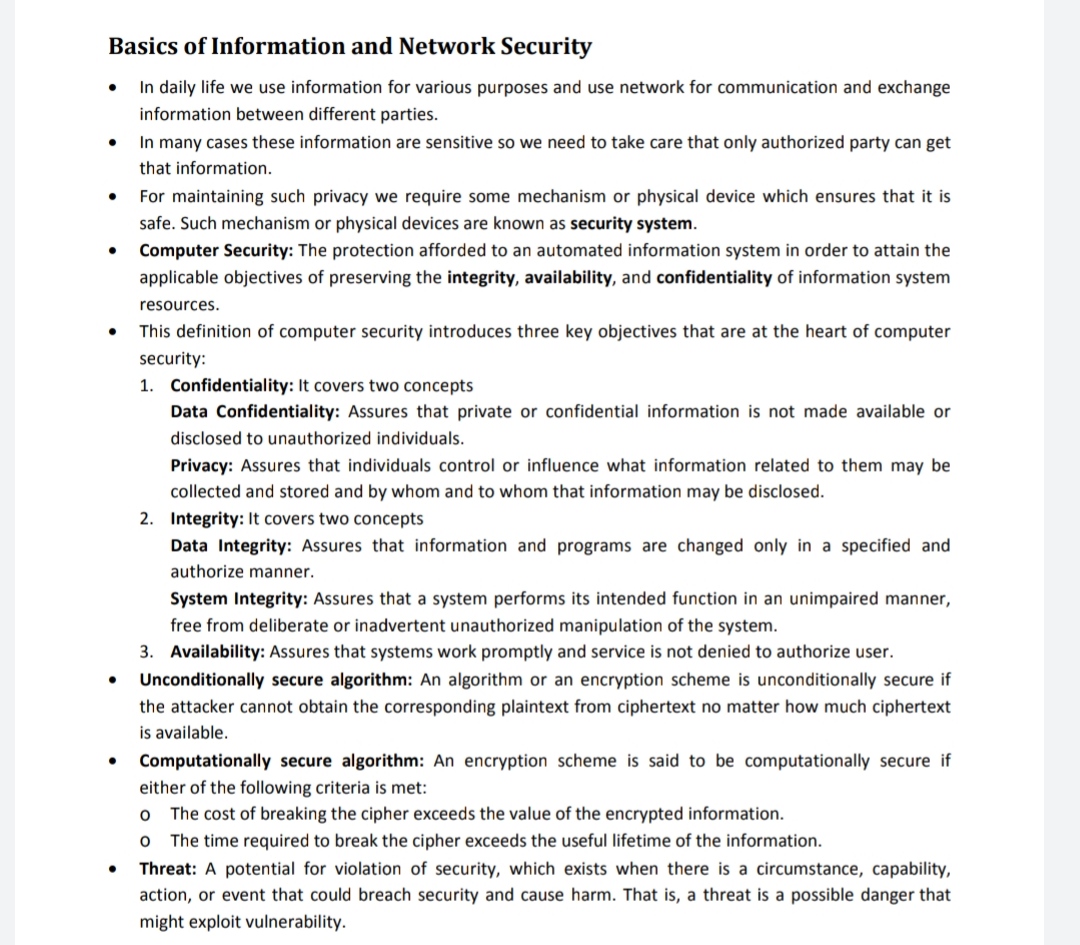 Basics of Information and Network Security
• In daily life we use information for various purposes and use network for communication and exchange
information between different parties.
• In many cases these information are sensitive so we need to take care that only authorized party can get
that information.
• For maintaining such privacy we require some mechanism or physical device which ensures that it is
safe. Such mechanism or physical devices are known as security system.
• Computer Security: The protection afforded to an automated information system in order to attain the
applicable objectives of preserving the integrity, availability, and confidentiality of information system
resources.
• This definition of computer security introduces three key objectives that are at the heart of computer
security:
1. Confidentiality: It covers two concepts
Data Confidentiality: Assures that private or confidential information is not made available or
disclosed to unauthorized individuals.
Privacy: Assures that individuals control or influence what information related to them may be
collected and stored and by whom and to whom that information may be disclosed.
2. Integrity: It covers two concepts
Data Integrity: Assures that information and programs are changed only in a specified and
authorize manner.
System Integrity: Assures that a system performs its intended function in an unimpaired manner,
free from deliberate or inadvertent unauthorized manipulation of the system.
3. Availability: Assures that systems work promptly and service is not denied to authorize user.
• Unconditionally secure algorithm: An algorithm or an encryption scheme is unconditionally secure if
the attacker cannot obtain the corresponding plaintext from ciphertext no matter how much ciphertext
is available.
• Computationally secure algorithm: An encryption scheme is said to be computationally secure if
either of the following criteria is met:
o The cost of breaking the cipher exceeds the value of the encrypted information.
o The time required to break the cipher exceeds the useful lifetime of the information.
• Threat: A potential for violation of security, which exists when there is a circumstance, capability,
action, or event that could breach security and cause harm. That is, a threat is a possible danger that
might exploit vulnerability.